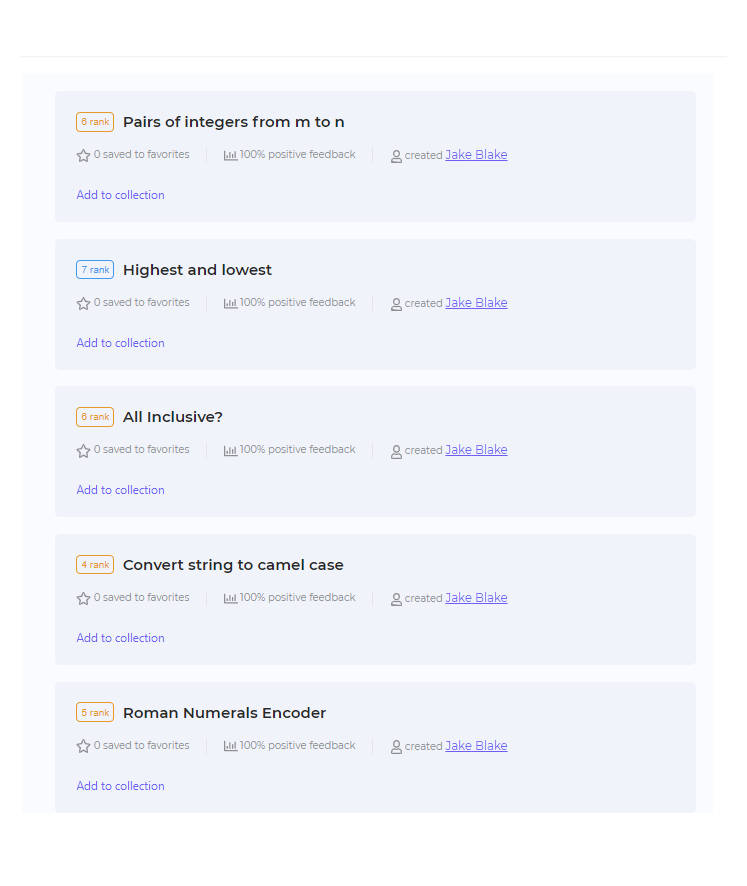 6 rank Pairs of integers from m to n
0 saved to favorites 100% positive feedback created Jake Blake
Add to collection
7 rank Highest and lowest
0 saved to favorites 100% positive feedback created Jake Blake
Add to collection
6 rank All Inclusive?
0 saved to favorites 100% positive feedback created Jake Blake
Add to collection
4 rank Convert string to camel case
0 saved to favorites 100% positive feedback created Jake Blake
Add to collection
5 rank Roman Numerals Encoder
0 saved to favorites 100% positive feedback created Jake Blake
Add to collection